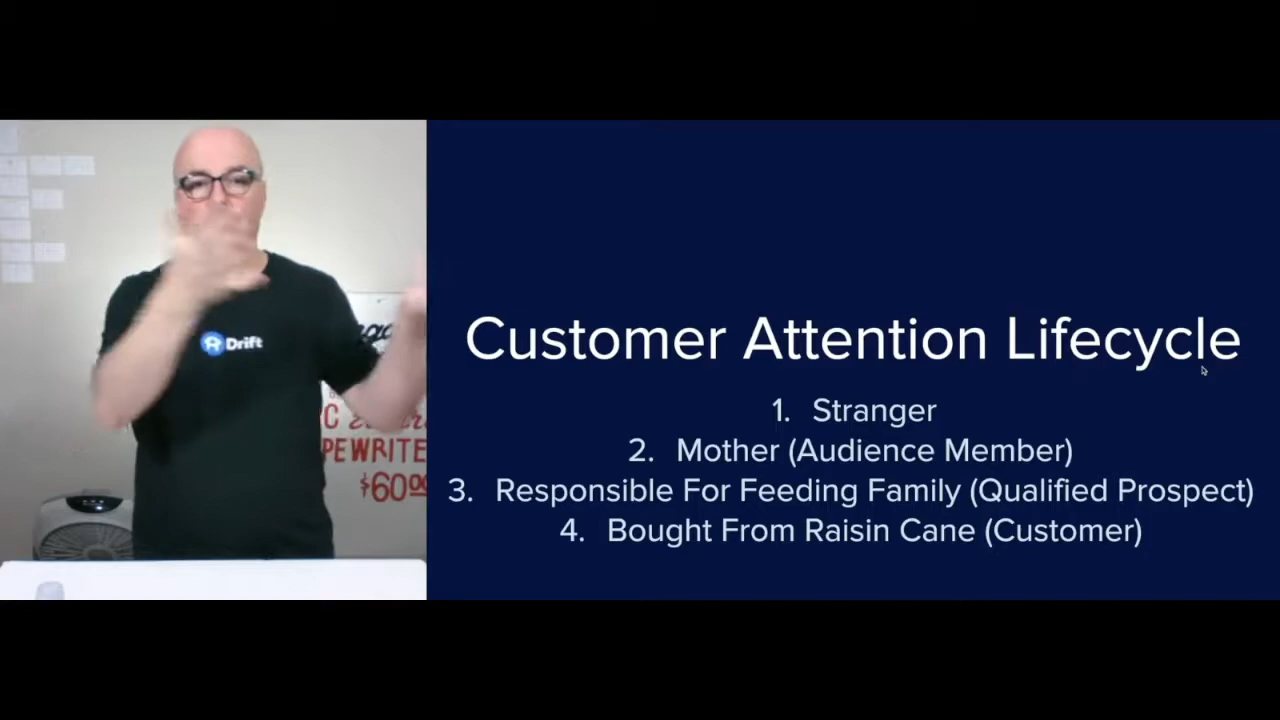 Drift
C
PEWRITE
$60.00
Customer Attention Lifecycle
1. Stranger
2. Mother (Audience Member)
3. Responsible For Feeding Family (Qualified Prospect)
4. Bought From Raisin Cane (Customer)